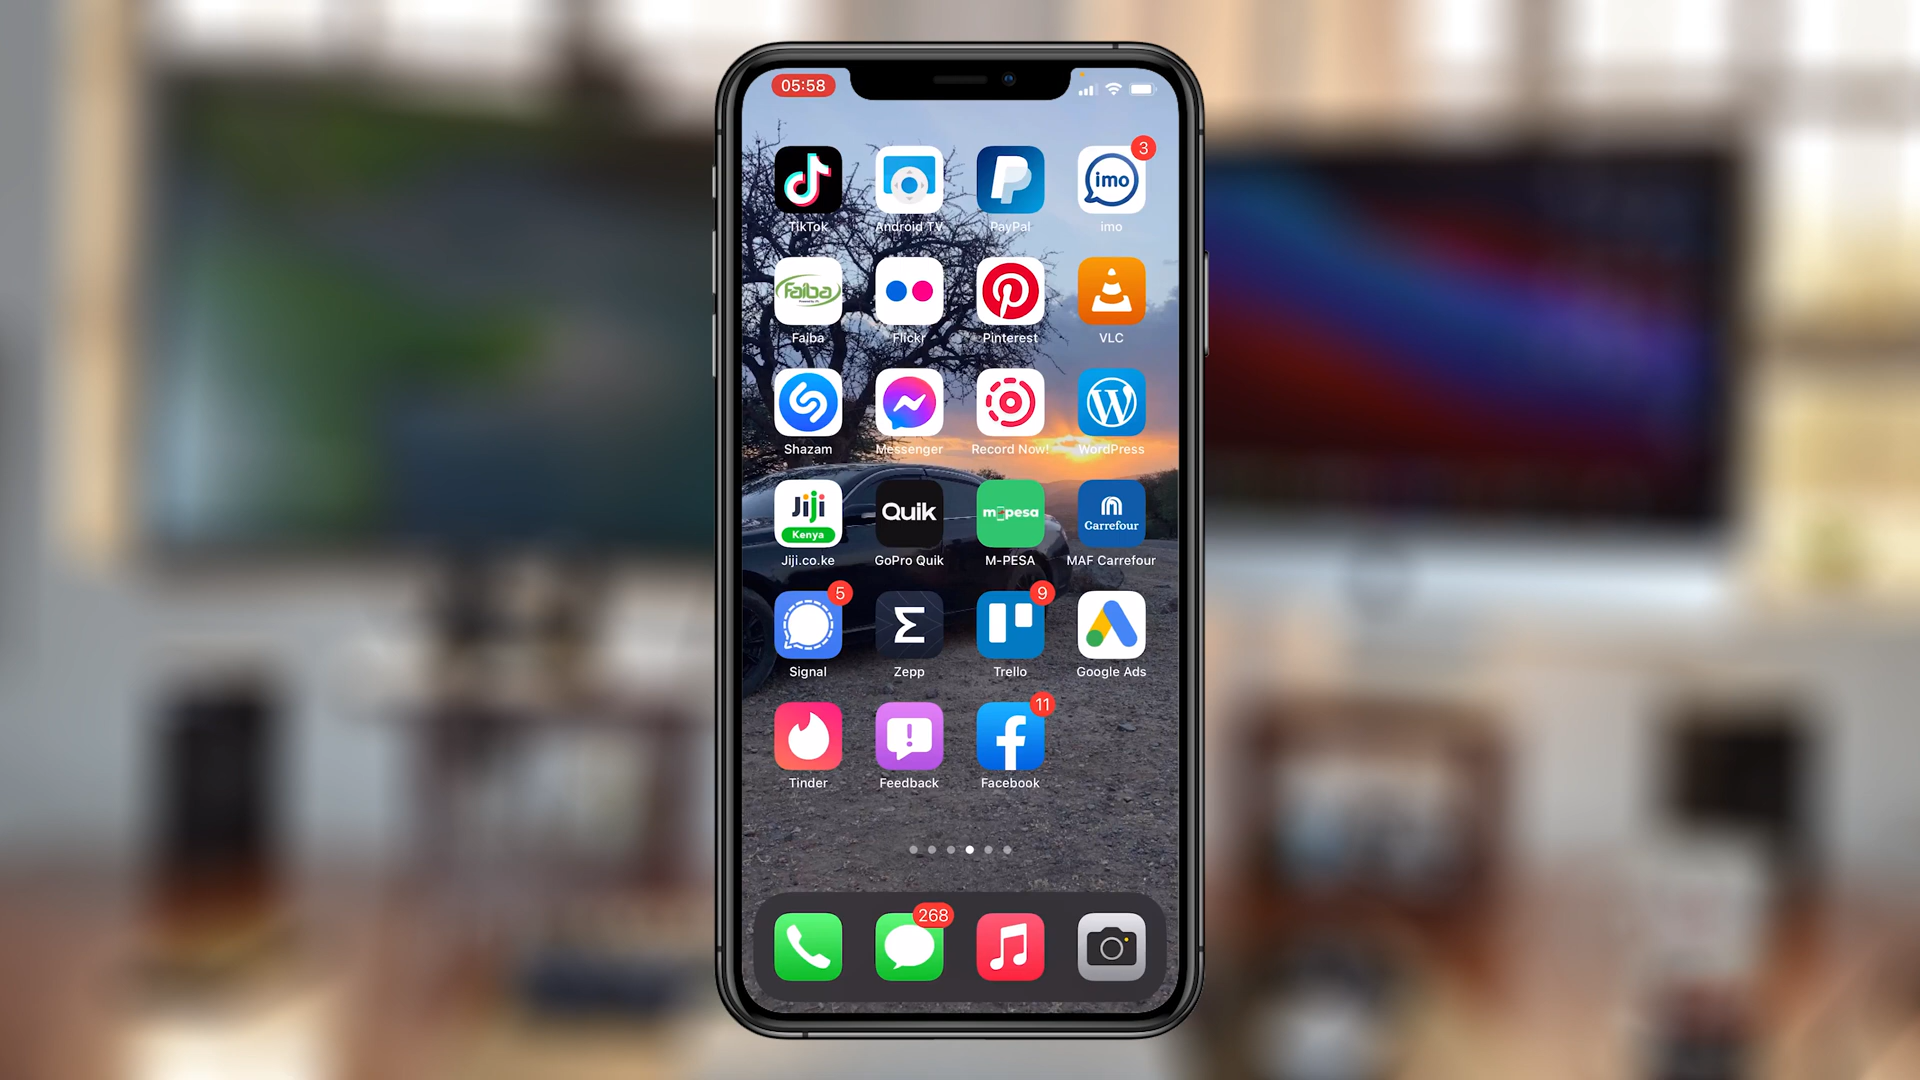 05:58
3
imo
TikTok
Android TV
PayPal
imo
Faiba
Faiba
Flickr
Pinterest
VLC
Shazam
Messenger
Record Now!
WordPress
Jiji
Kenya
Quik
m-pesa
Carrefour
Jiji.co.ke
GoPro Quik
M-PESA
MAF Carrefour
5
9
Signal
Zepp
Trello
Google Ads
11
Tinder
Feedback
Facebook
268